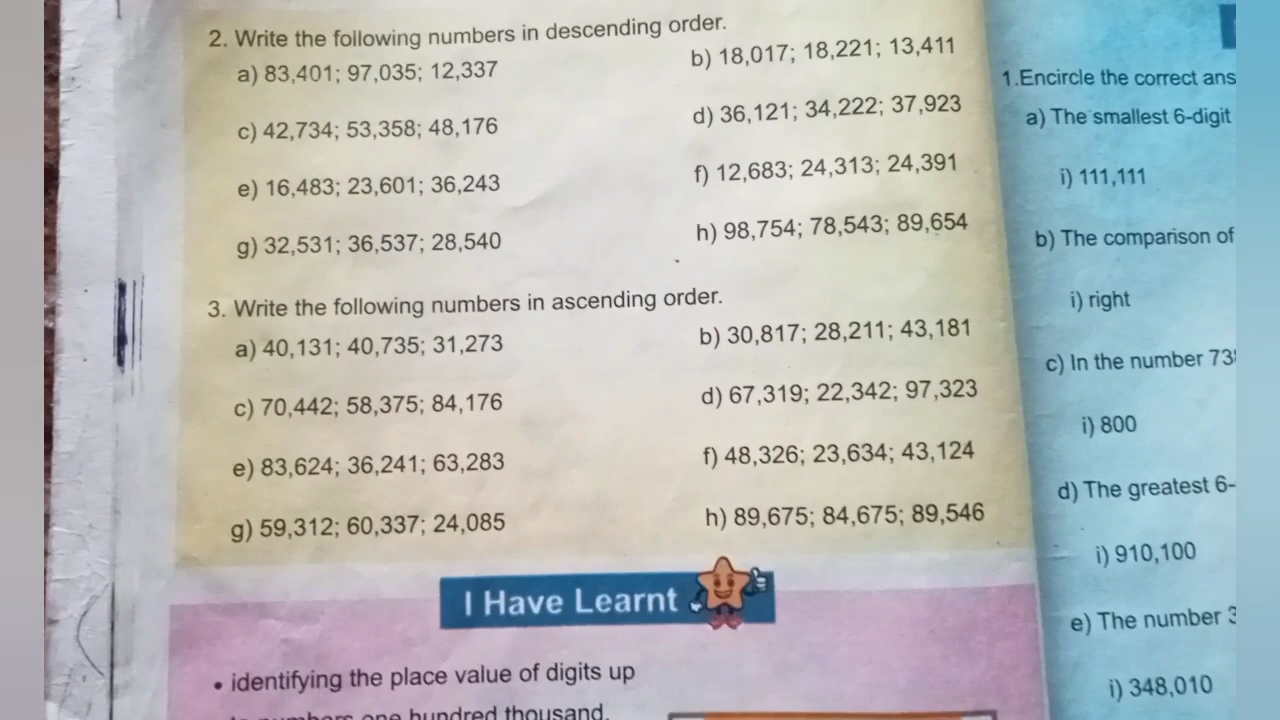 2. Write the following numbers in descending order.
a) 83,401; 97,035; 12,337
b) 18,017; 18,221; 13,411
c) 42,734; 53,358; 48,176
d) 36,121; 34,222; 37,923
e) 16,483; 23,601; 36,243
f) 12,683; 24,313; 24,391
g) 32,531; 36,537; 28,540
h) 98,754; 78,543; 89,654
3. Write the following numbers in ascending order.
a) 40,131; 40,735; 31,273
b) 30,817; 28,211; 43,181
c) 70,442; 58,375; 84,176
d) 67,319; 22,342; 97,323
e) 83,624; 36,241; 63,283
f) 48,326; 23,634; 43,124
g) 59,312; 60,337; 24,085
h) 89,675; 84,675; 89,546
I Have Learnt
• identifying the place value of digits up
to numbers one hundred thousand.
1.Encircle the correct ans
a) The smallest 6-digit
i) 111,111
b) The comparison of
i) right
c) In the number 73
i) 800
d) The greatest 6-
i) 910,100
e) The number 3
i) 348,010